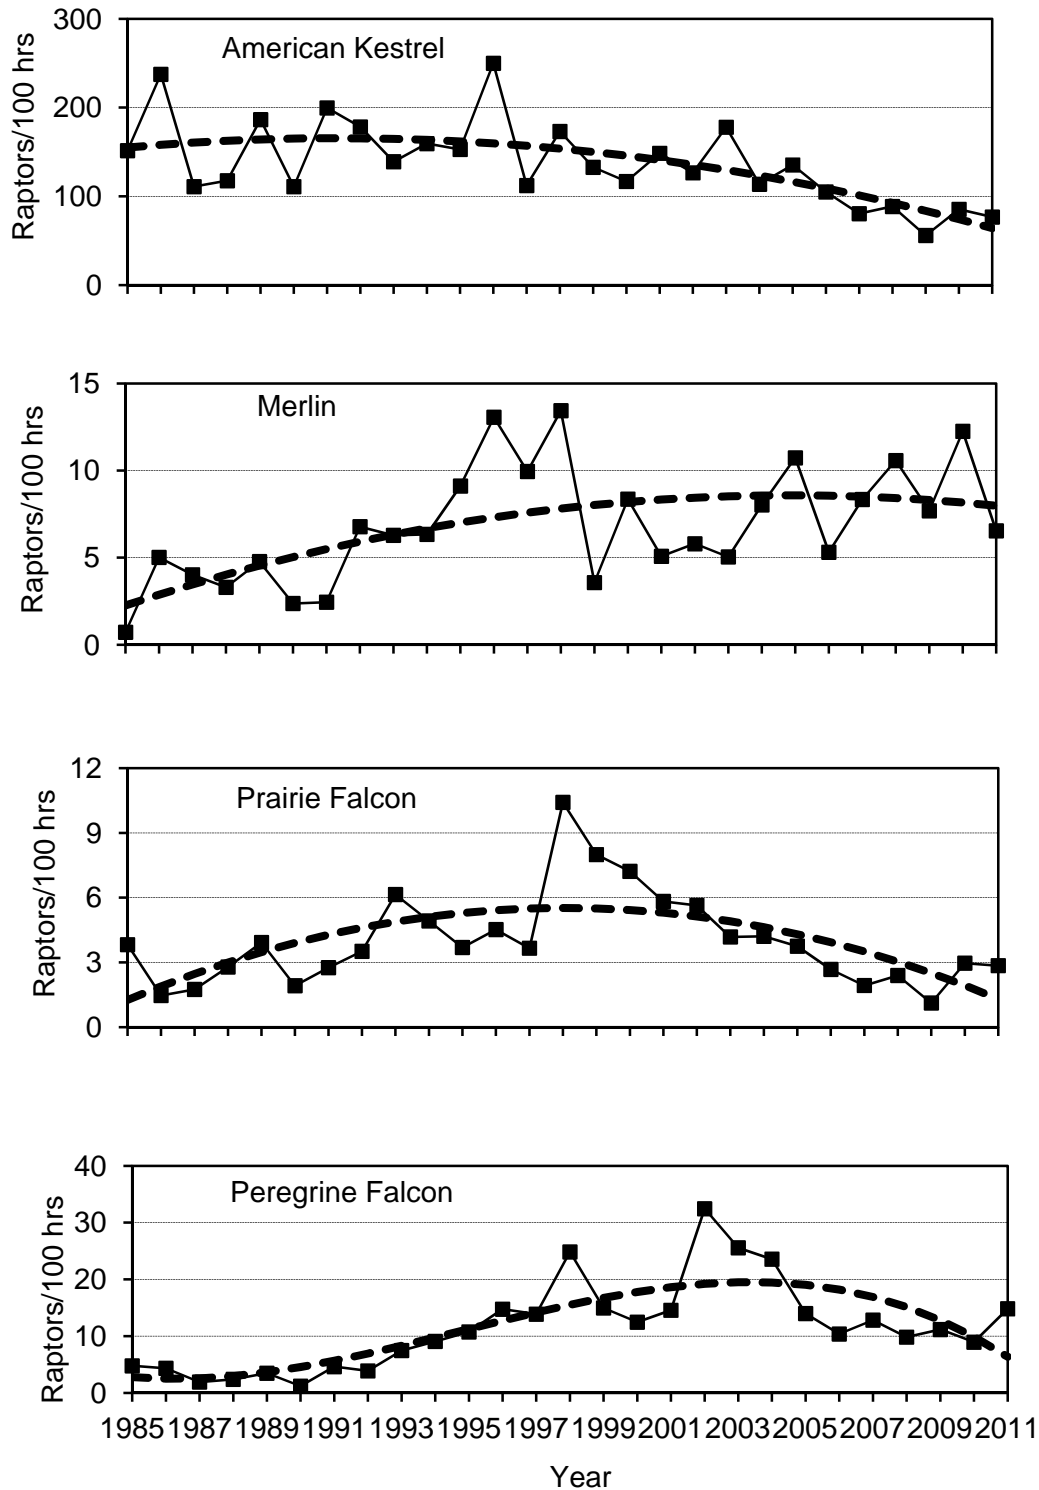 300
American Kestrel
200
100
0
Raptors/100 hrs
15
Merlin
10
5
0
Raptors/100 hrs
12
Prairie Falcon
9
6
3
0
Raptors/100 hrs
40
Peregrine Falcon
30
20
10
0
Raptors/100 hrs
1985 1987 1989 1991 1993 1995 1997 1999 2001 2003 2005 2007 2009 2011
Year